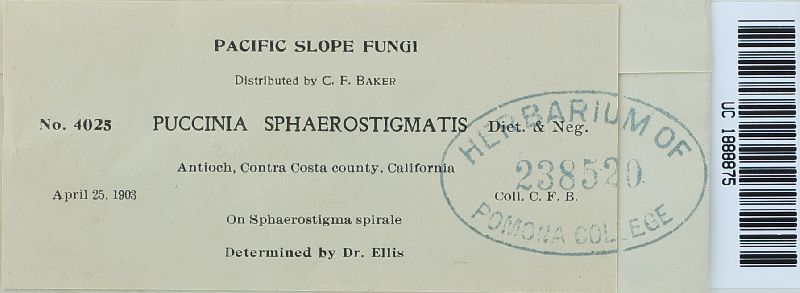 PACIFIC SLOPE FUNGI
Distributed by C. F. BAKER
No. 4025 PUCCINIA SPHAEROSTIGMATIS Diet. & Neg.
Antioch, Contra Costa county, California
April 25, 1903 Coll. C. F. B.
On Sphaerostigma spirale
Determined by Dr. Ellis
HERBARIUM OF
238520
POMONA COLLEGE
UC 1888875